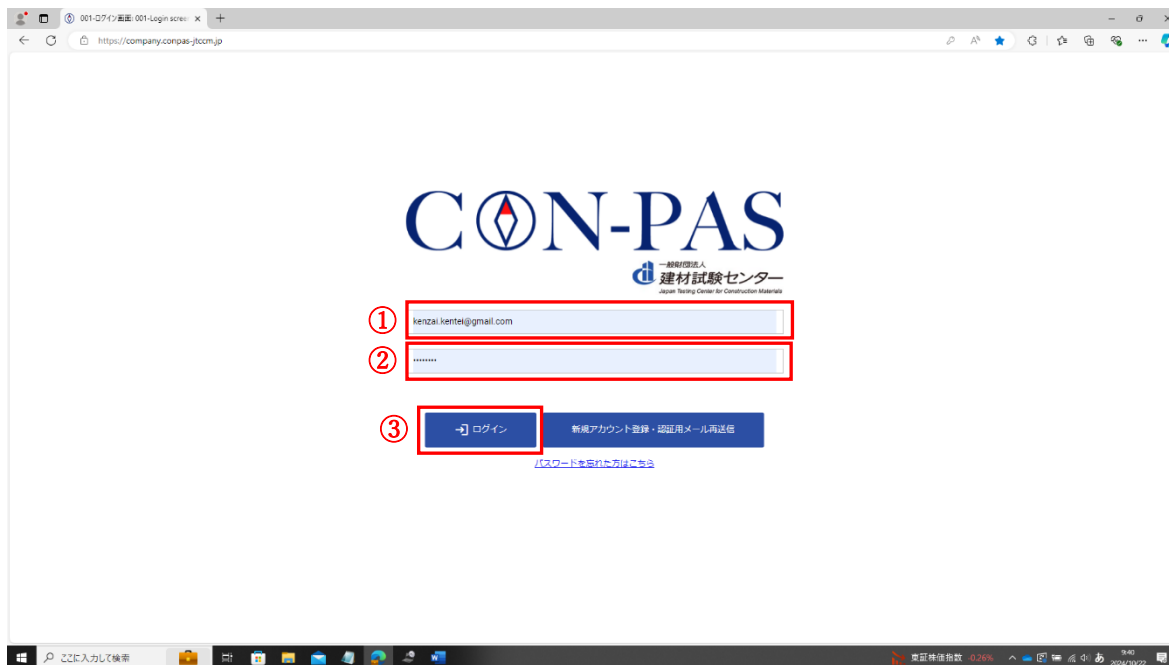 001-ログイン画面: 001-Login scree
https://company.conpas-jtccm.jp
CON-PAS
一般財団法人
建材試験センター
Japan Testing Center for Construction Materials
① kenzai.kentei@gmail.com
② ••••••••
③ ログイン 新規アカウント登録・認証用メール再送信
パスワードを忘れた方はこちら
ここに入力して検索
東証株価指数 -0.26%
あ
9:40
2024/10/22